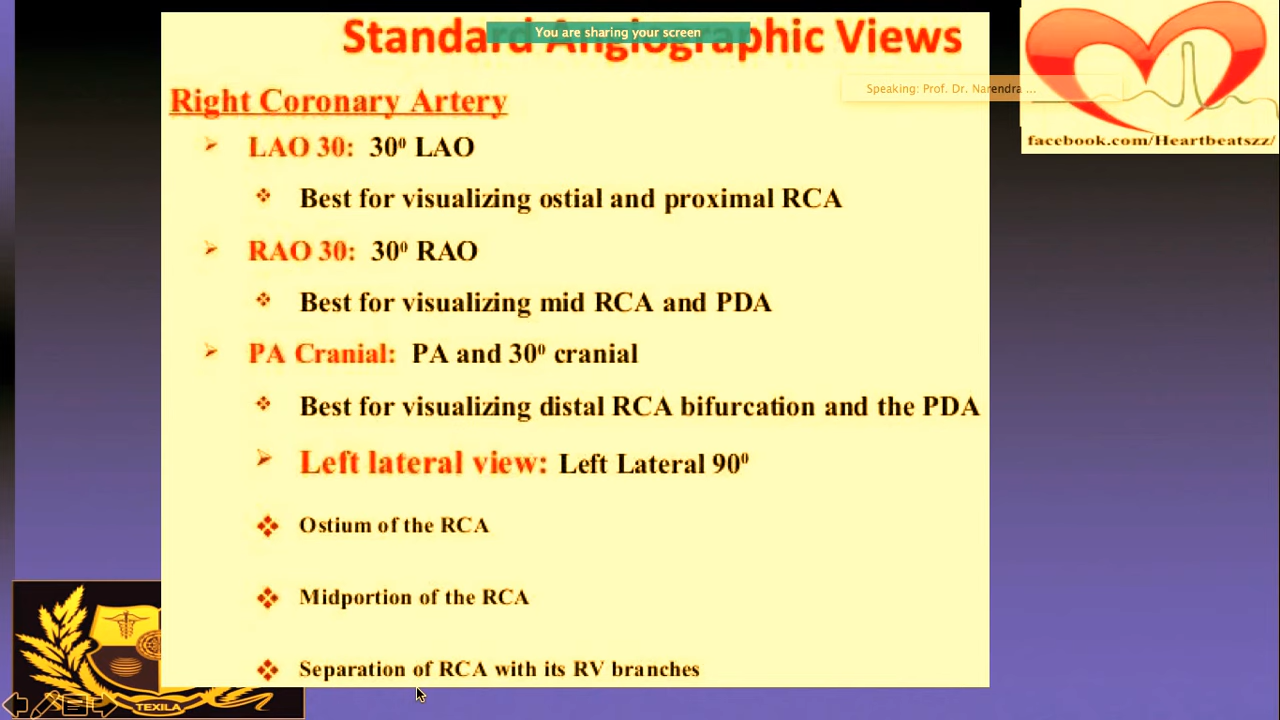 Standard Angiographic Views
You are sharing your screen
Speaking: Prof. Dr. Narendra ...
facebook.com/Heartbeatszz/
Right Coronary Artery
LAO 30: 30⁰ LAO
Best for visualizing ostial and proximal RCA
RAO 30: 30⁰ RAO
Best for visualizing mid RCA and PDA
PA Cranial: PA and 30⁰ cranial
Best for visualizing distal RCA bifurcation and the PDA
Left lateral view: Left Lateral 90⁰
Ostium of the RCA
Midportion of the RCA
Separation of RCA with its RV branches
TEXILA